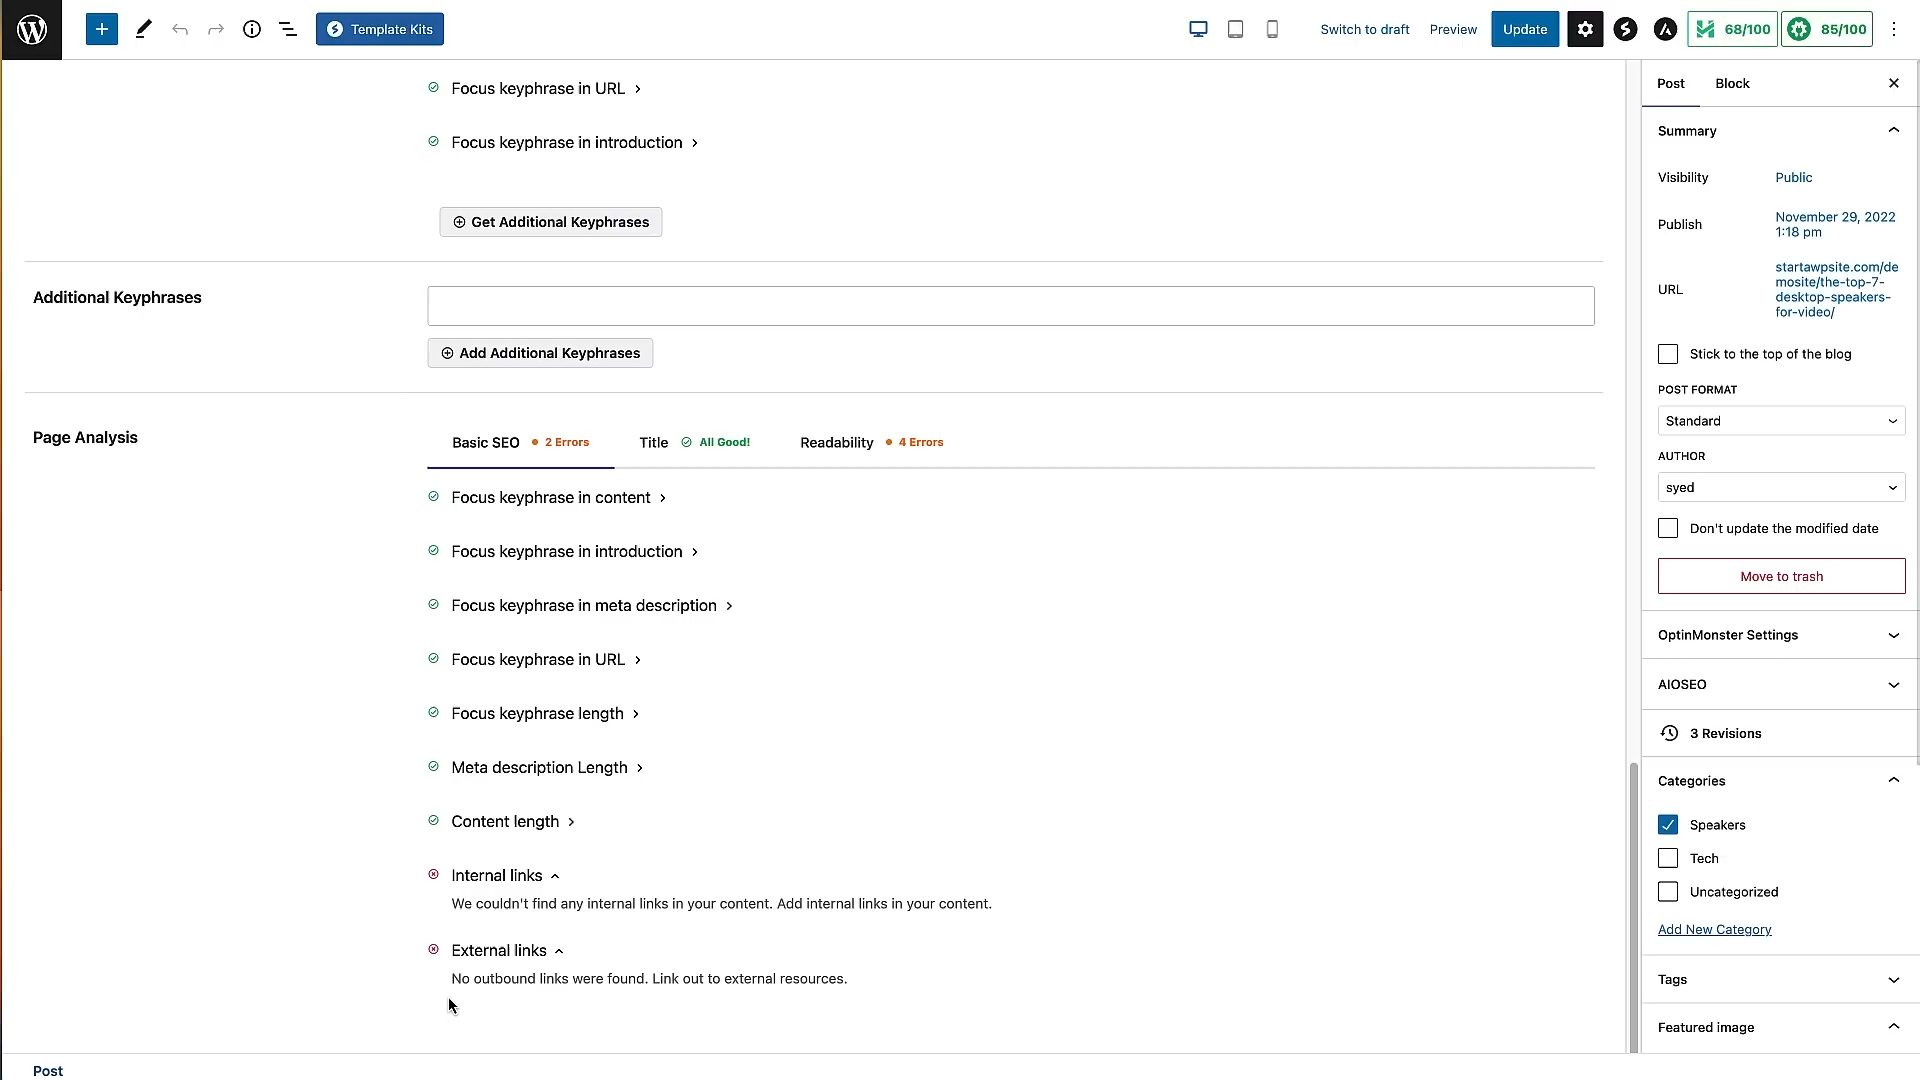 Template Kits
Switch to draft
Preview
Update
68/100
85/100
Focus keyphrase in URL
Focus keyphrase in introduction
Get Additional Keyphrases
Additional Keyphrases
Add Additional Keyphrases
Page Analysis
Basic SEO 2 Errors
Title All Good!
Readability 4 Errors
Focus keyphrase in content
Focus keyphrase in introduction
Focus keyphrase in meta description
Focus keyphrase in URL
Focus keyphrase length
Meta description Length
Content length
Internal links
We couldn't find any internal links in your content. Add internal links in your content.
External links
No outbound links were found. Link out to external resources.
Post
Post Block
Summary
Visibility Public
Publish November 29, 2022
1:18 pm
URL
startawpsite.com/de
mosite/the-top-7-
desktop-speakers-
for-video/
Stick to the top of the blog
POST FORMAT
Standard
AUTHOR
syed
Don't update the modified date
Move to trash
OptinMonster Settings
AIOSEO
3 Revisions
Categories
Speakers
Tech
Uncategorized
Add New Category
Tags
Featured image